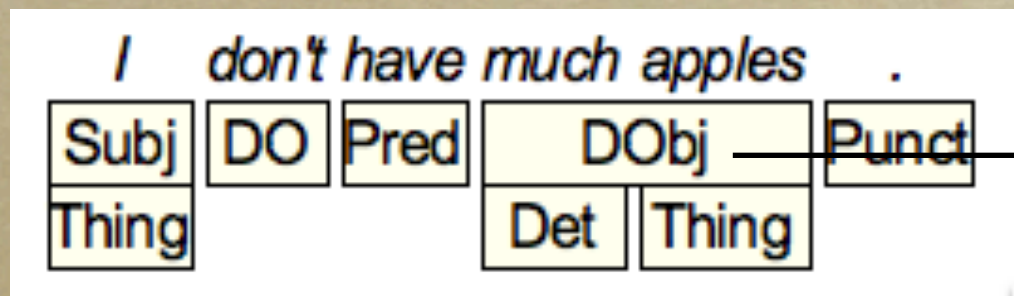 I don't have much apples .
Subj DO Pred DObj Punct
Thing Det Thing